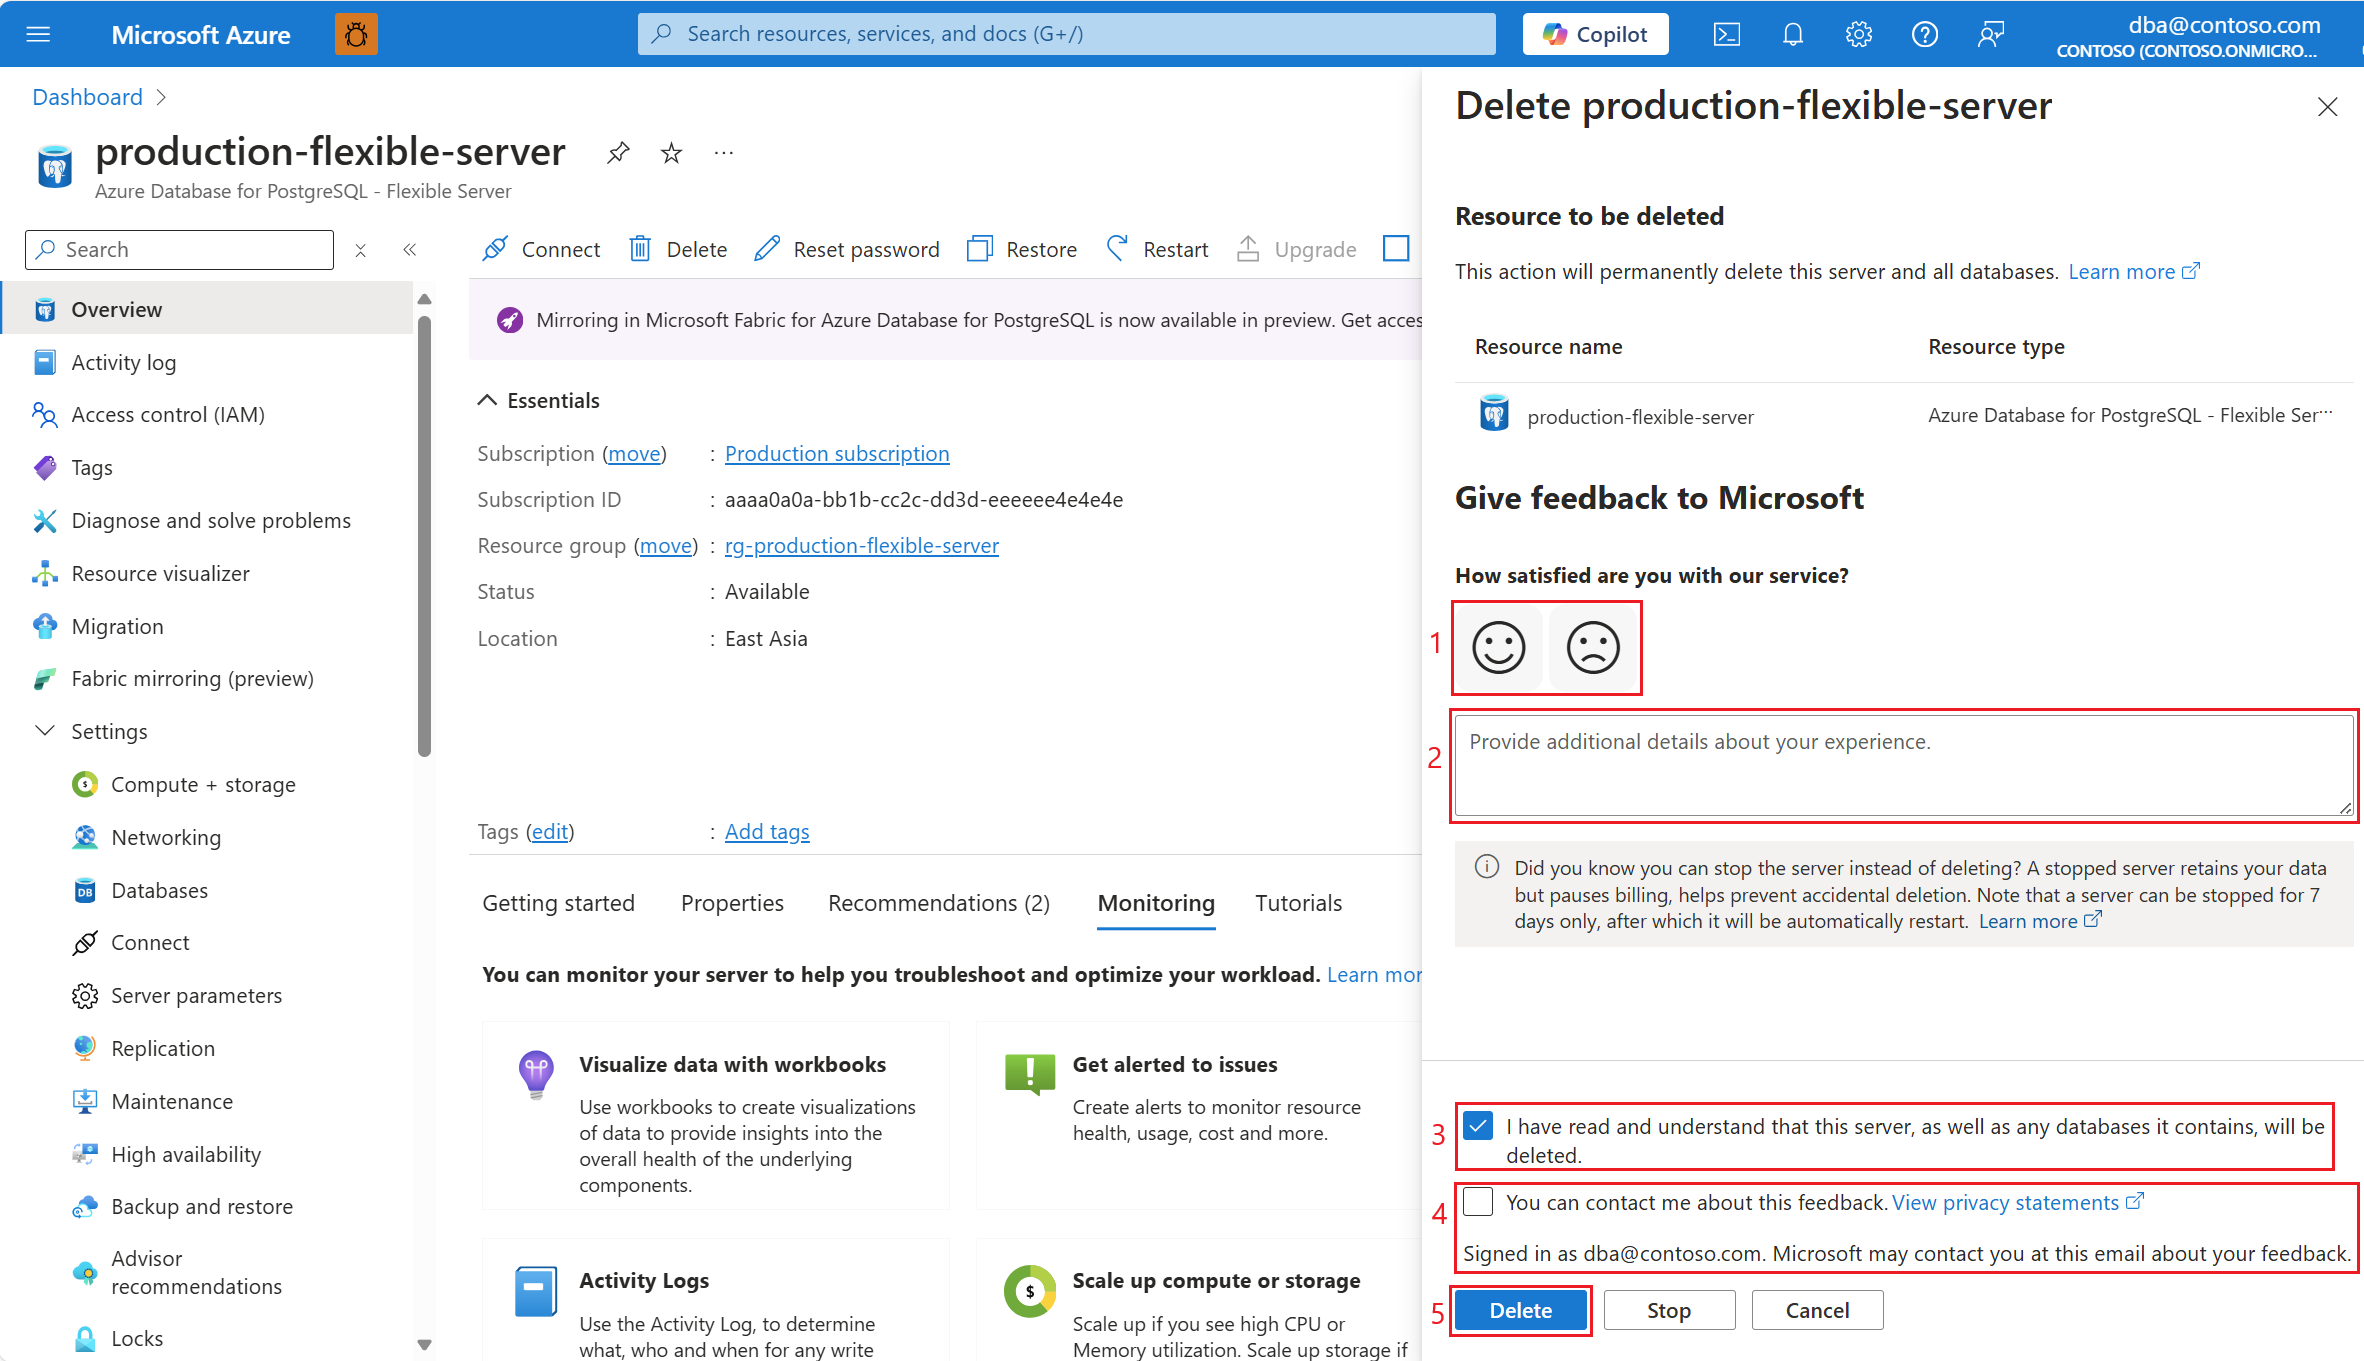 Microsoft Azure
Search resources, services, and docs (G+/)
Copilot
dba@contoso.com
CONTOSO (CONTOSO.ONMICRO...
Dashboard
production-flexible-server
Azure Database for PostgreSQL - Flexible Server
Search
Overview
Activity log
Access control (IAM)
Tags
Diagnose and solve problems
Resource visualizer
Migration
Fabric mirroring (preview)
Settings
Compute + storage
Networking
Databases
Connect
Server parameters
Replication
Maintenance
High availability
Backup and restore
Advisor
recommendations
Locks
Connect
Delete
Reset password
Restore
Restart
Upgrade
Mirroring in Microsoft Fabric for Azure Database for PostgreSQL is now available in preview. Get acces
Essentials
Subscription (move) : Production subscription
Subscription ID : aaaa0a0a-bb1b-cc2c-dd3d-eeeeee4e4e4e
Resource group (move) : rg-production-flexible-server
Status : Available
Location : East Asia
Tags (edit) : Add tags
Getting started
Properties
Recommendations (2)
Monitoring
Tutorials
You can monitor your server to help you troubleshoot and optimize your workload. Learn mor
Visualize data with workbooks
Use workbooks to create visualizations
of data to provide insights into the
overall health of the underlying
components.
Get alerted to issues
Create alerts to monitor resource
health, usage, cost and more.
Activity Logs
Use the Activity Log, to determine
what, who and when for any write
Scale up compute or storage
Scale up if you see high CPU or
Memory utilization. Scale up storage if
Delete production-flexible-server
Resource to be deleted
This action will permanently delete this server and all databases. Learn more
Resource name Resource type
production-flexible-server Azure Database for PostgreSQL - Flexible Ser...
Give feedback to Microsoft
How satisfied are you with our service?
1
2
Provide additional details about your experience.
Did you know you can stop the server instead of deleting? A stopped server retains your data
but pauses billing, helps prevent accidental deletion. Note that a server can be stopped for 7
days only, after which it will be automatically restart. Learn more
3
I have read and understand that this server, as well as any databases it contains, will be
deleted.
4
You can contact me about this feedback. View privacy statements
Signed in as dba@contoso.com. Microsoft may contact you at this email about your feedback.
5
Delete
Stop
Cancel